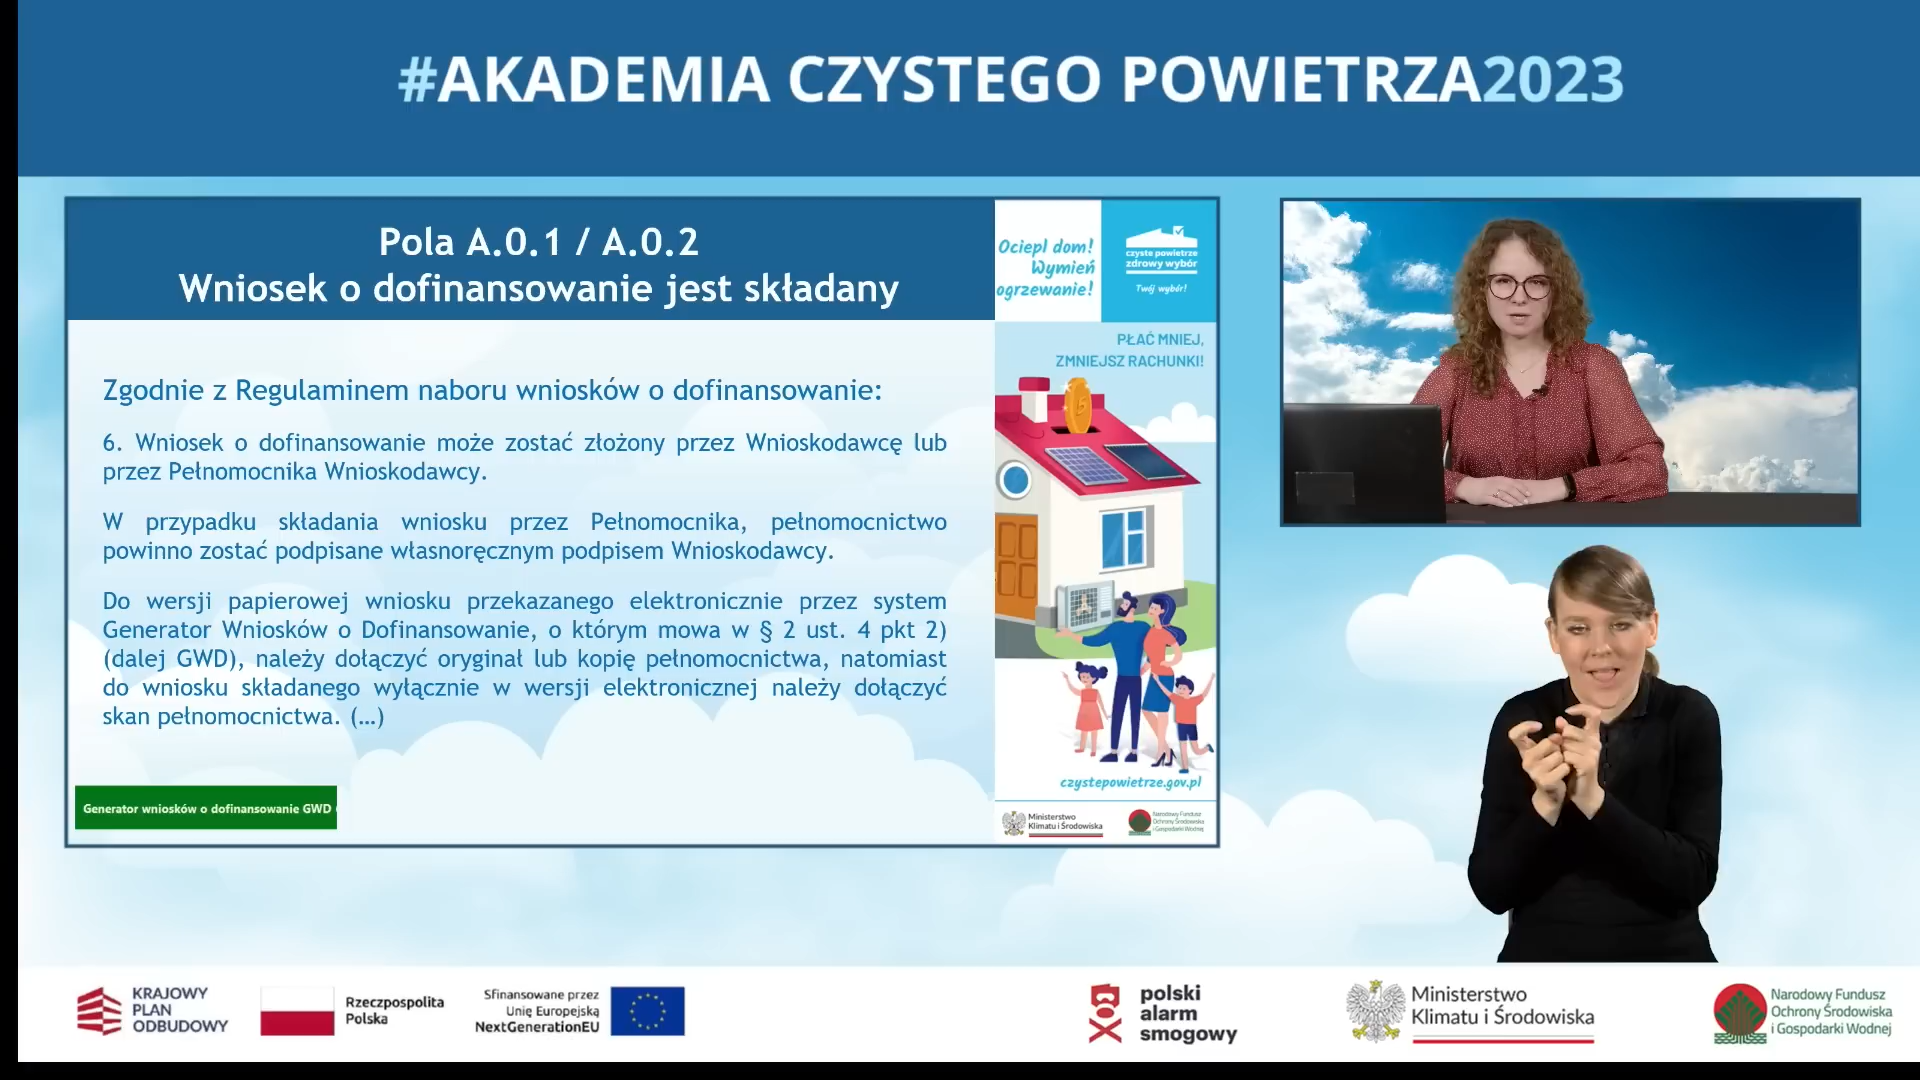 #AKADEMIA CZYSTEGO POWIETRZA2023
Pola A.0.1 / A.0.2
Wniosek o dofinansowanie jest składany
Zgodnie z Regulaminem naboru wniosków o dofinansowanie:
6. Wniosek o dofinansowanie może zostać złożony przez Wnioskodawcę lub
przez Pełnomocnika Wnioskodawcy.
W przypadku składania wniosku przez Pełnomocnika, pełnomocnictwo
powinno zostać podpisane własnoręcznym podpisem Wnioskodawcy.
Do wersji papierowej wniosku przekazanego elektronicznie przez system
Generator Wniosków o Dofinansowanie, o którym mowa w § 2 ust. 4 pkt 2)
(dalej GWD), należy dołączyć oryginał lub kopię pełnomocnictwa, natomiast
do wniosku składanego wyłącznie w wersji elektronicznej należy dołączyć
skan pełnomocnictwa. (…)
Generator wniosków o dofinansowanie GWD
Ociepl dom!
Wymień
ogrzewanie!
czyste powietrze
zdrowy wybór
Twój wybór!
PŁAĆ MNIEJ,
ZMNIEJSZ RACHUNKI!
czystepowietrze.gov.pl
Ministerstwo
Klimatu i Środowiska
Narodowy Fundusz
Ochrony Środowiska
i Gospodarki Wodnej
KRAJOWY
PLAN
ODBUDOWY
Rzeczpospolita
Polska
Sfinansowane przez
Unię Europejską
NextGenerationEU
polski
alarm
smogowy
Ministerstwo
Klimatu i Środowiska
Narodowy Fundusz
Ochrony Środowiska
i Gospodarki Wodnej